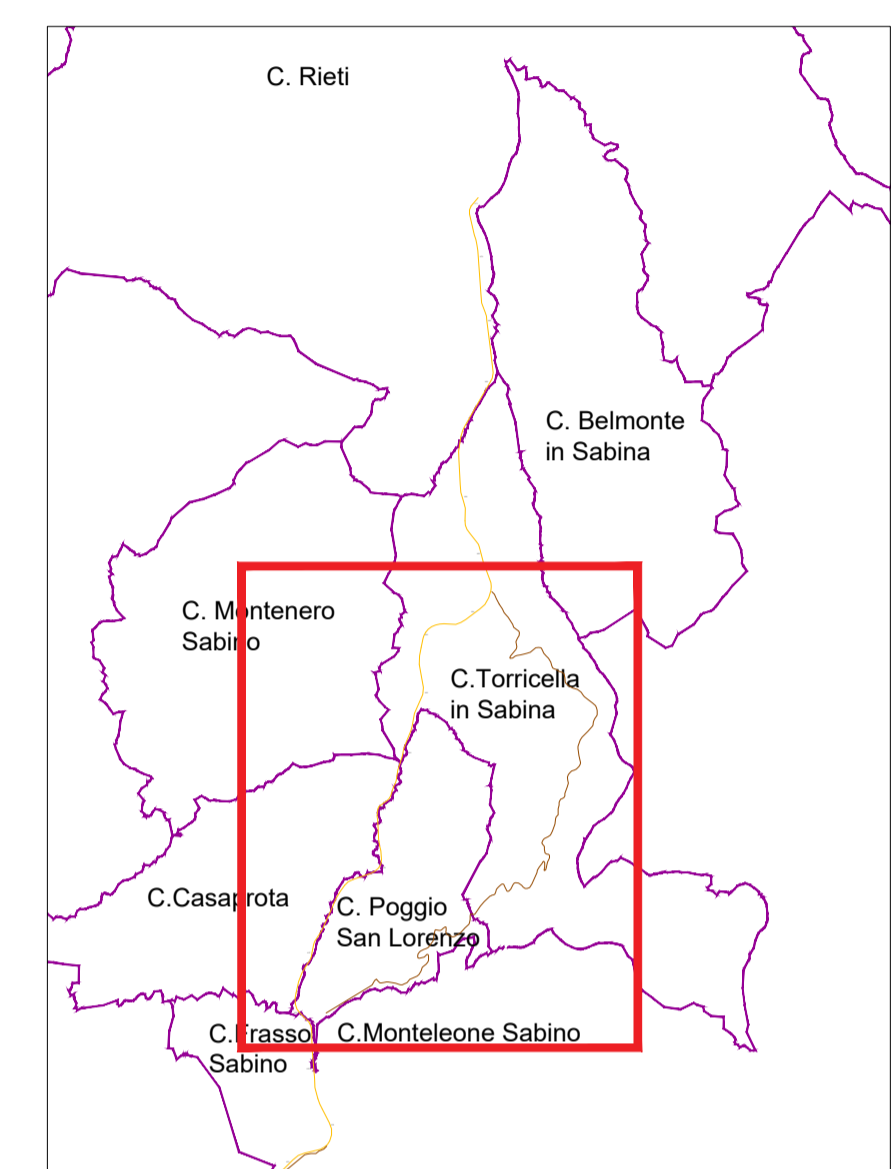 C. Rieti
C. Belmonte
in Sabina
C. Montenero
Sabino
C.Torricella
in Sabina
C.Casaprota
C. Poggio
San Lorenzo
C.Frasso
Sabino
C.Monteleone Sabino